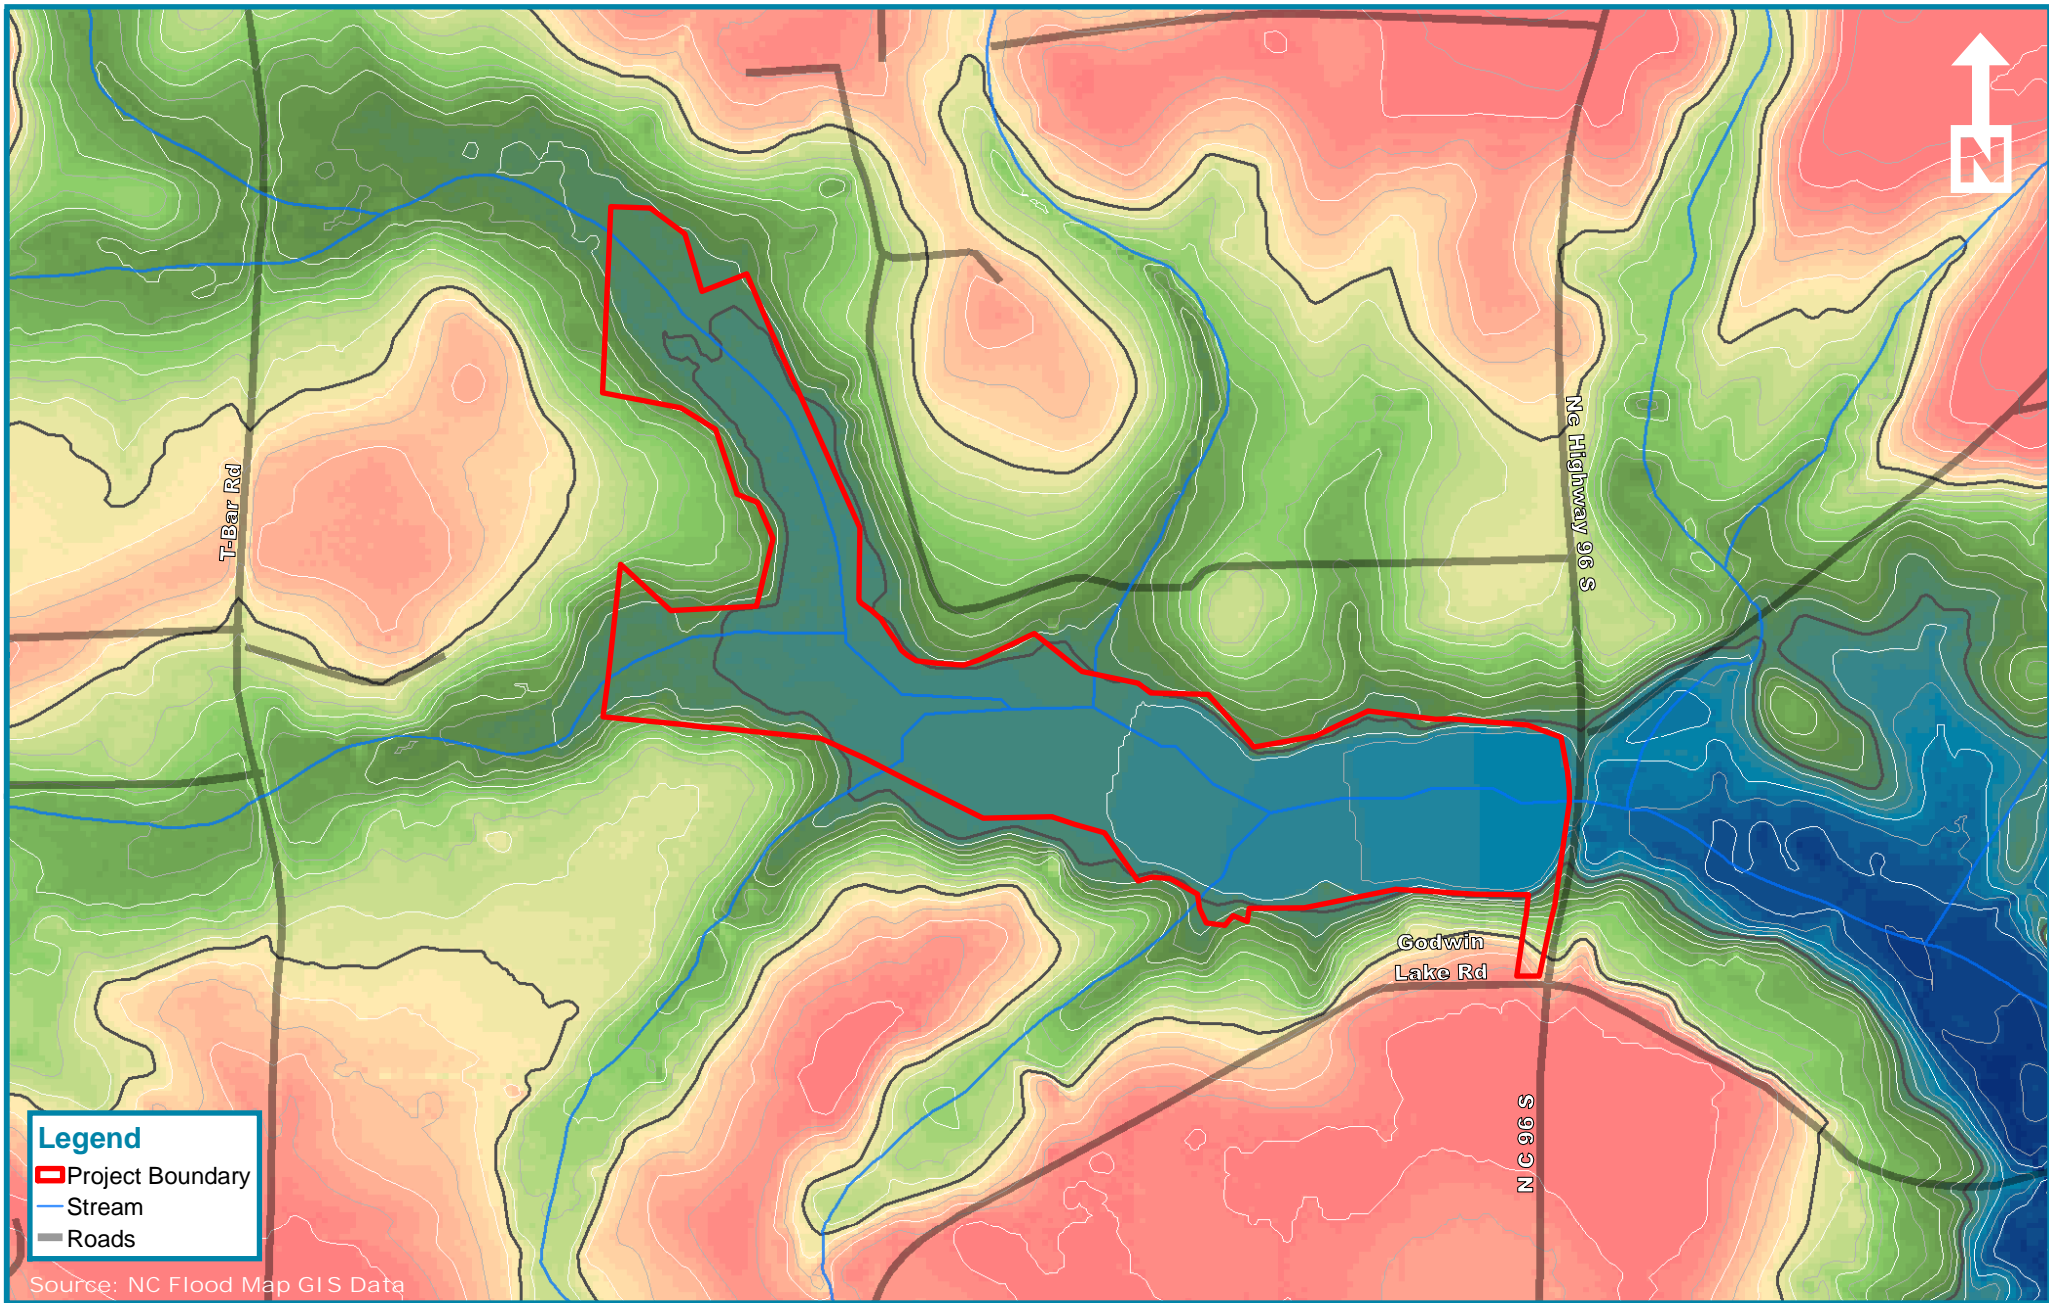 N
Nc Highway 96 S
T-Bar Rd
Godwin
Lake Rd
NC 96 S
Legend
Project Boundary
Stream
Roads
Source: NC Flood Map GIS Data